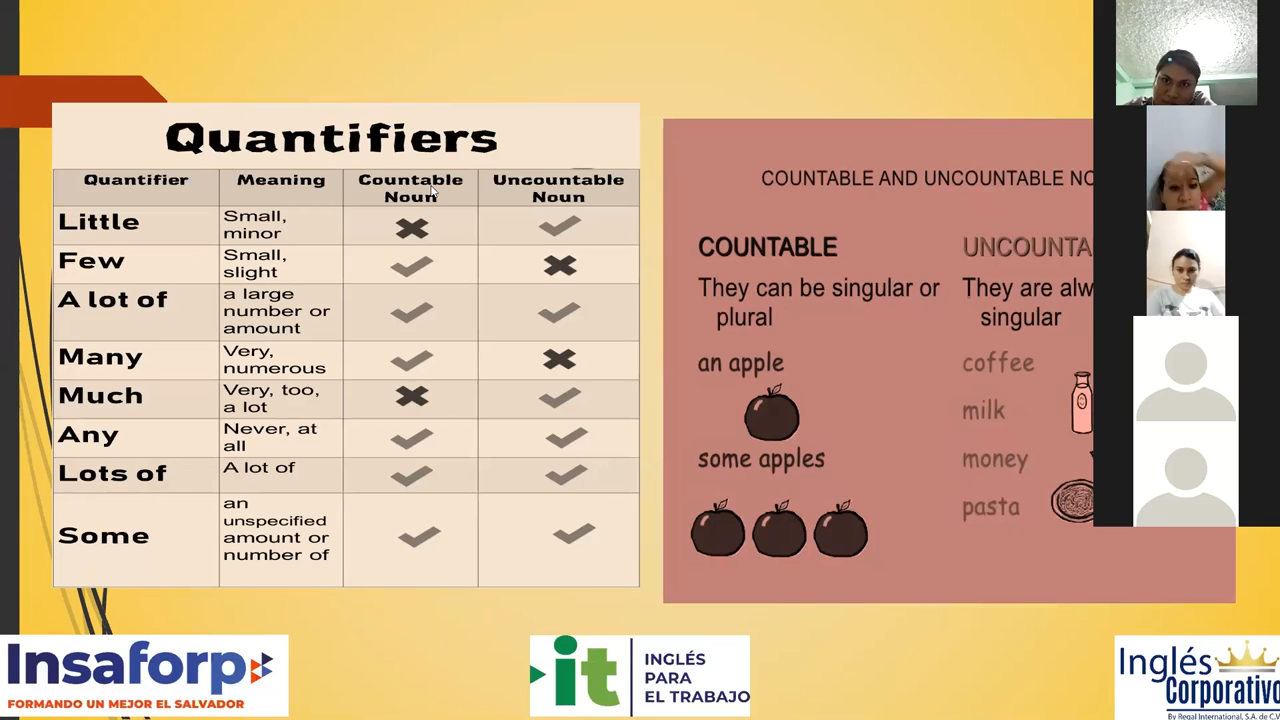 Quantifiers
Quantifier Meaning Countable Noun Uncountable Noun
Little Small, minor
Few Small, slight
A lot of a large number or amount
Many Very, numerous
Much Very, too, a lot
Any Never, at all
Lots of A lot of
Some an unspecified amount or number of
COUNTABLE AND UNCOUNTABLE NO
COUNTABLE
They can be singular or
plural
an apple
some apples
UNCOUNTA
They are alw
singular
coffee
milk
money
pasta
Insaforp
FORMANDO UN MEJOR EL SALVADOR
it
INGLÉS
PARA
EL TRABAJO
Inglés
Corporativo
By Regal International, S.A. de C.V.